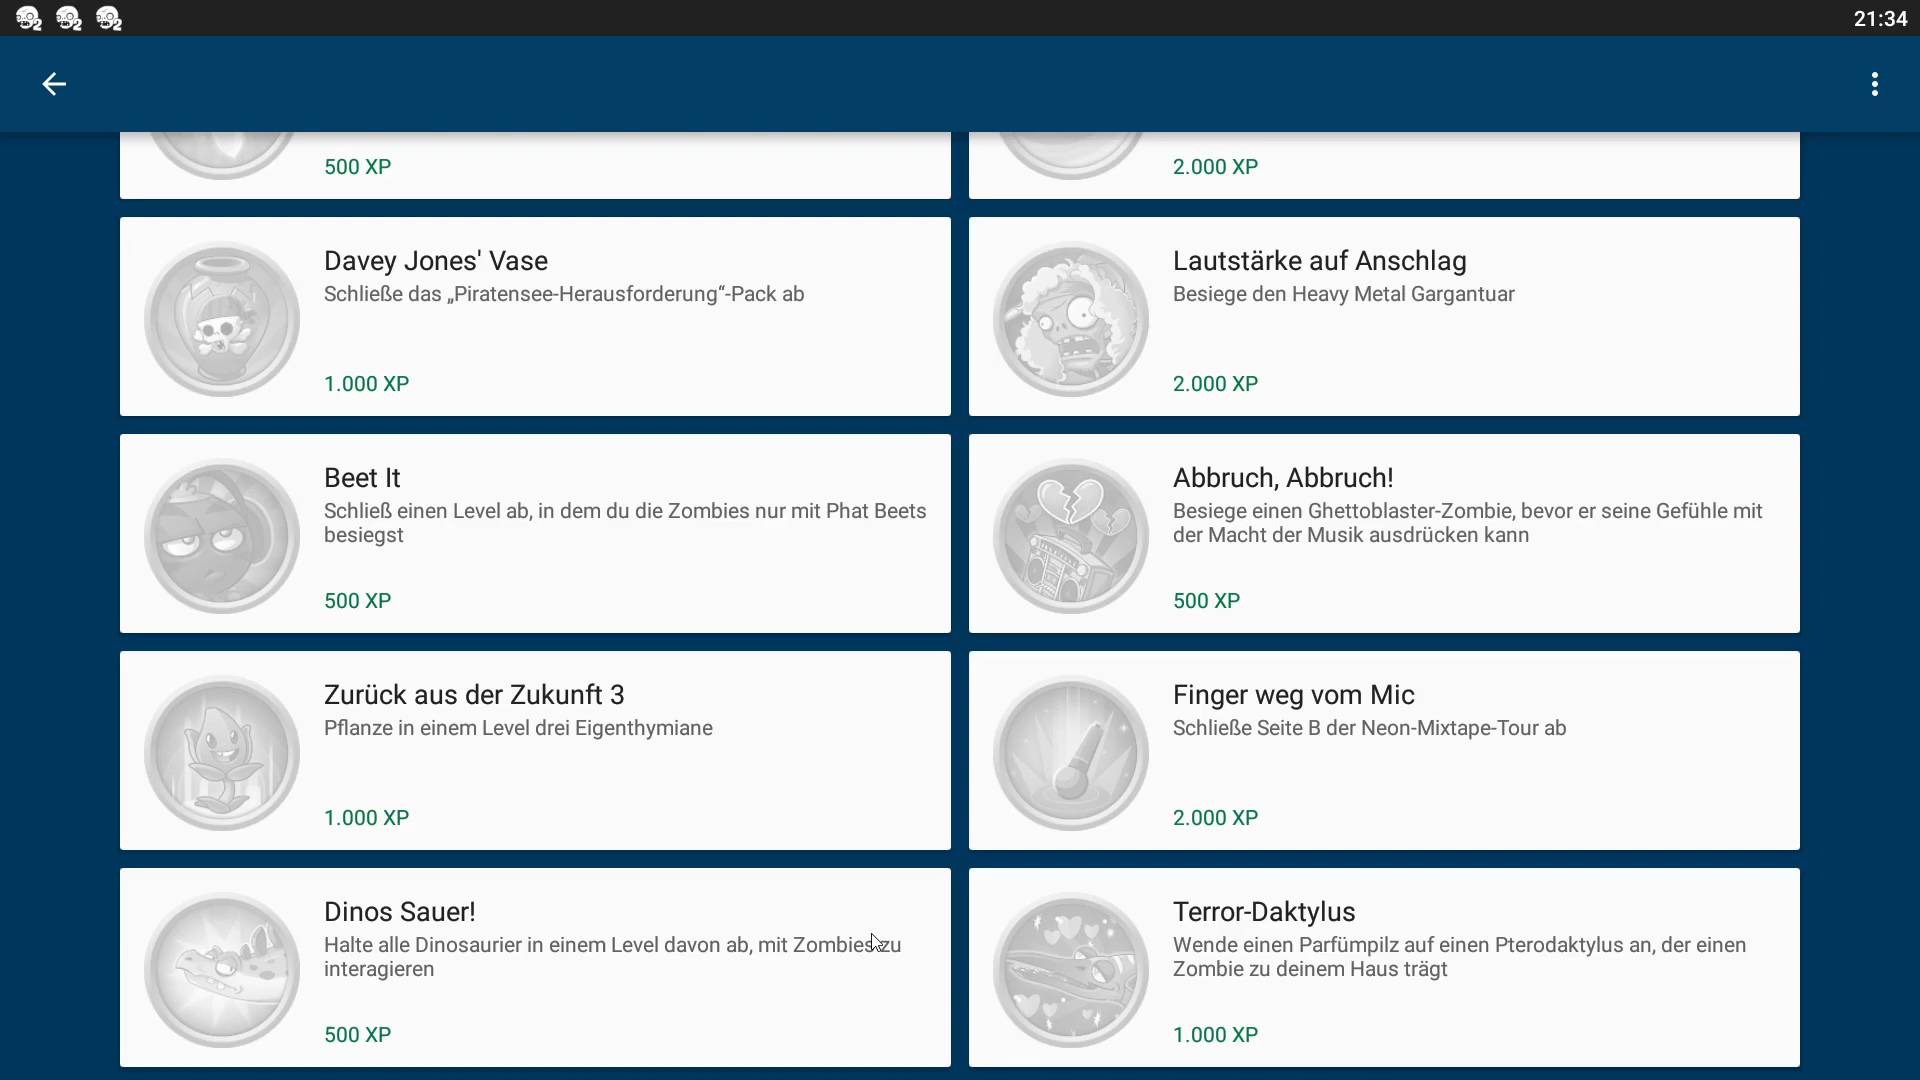 21:34
500 XP
2.000 XP
Davey Jones' Vase
Schließe das „Piratensee-Herausforderung“-Pack ab
1.000 XP
Lautstärke auf Anschlag
Besiege den Heavy Metal Gargantuar
2.000 XP
Beet It
Schließ einen Level ab, in dem du die Zombies nur mit Phat Beets
besiegst
500 XP
Abbruch, Abbruch!
Besiege einen Ghettoblaster-Zombie, bevor er seine Gefühle mit
der Macht der Musik ausdrücken kann
500 XP
Zurück aus der Zukunft 3
Pflanze in einem Level drei Eigenthymiane
1.000 XP
Finger weg vom Mic
Schließe Seite B der Neon-Mixtape-Tour ab
2.000 XP
Dinos Sauer!
Halte alle Dinosaurier in einem Level davon ab, mit Zombies zu
interagieren
500 XP
Terror-Daktylus
Wende einen Parfümpilz auf einen Pterodaktylus an, der einen
Zombie zu deinem Haus trägt
1.000 XP